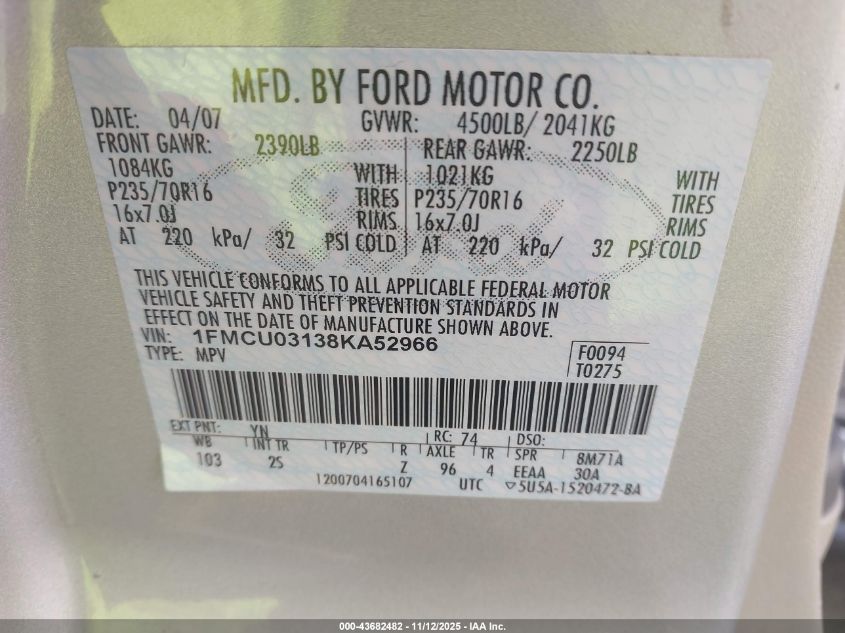 MFD. BY FORD MOTOR CO.
DATE: 04/07 GVWR: 4500LB/ 2041KG
FRONT GAWR: 2390LB REAR GAWR: 2250LB
1084KG WITH 1021KG WITH
P235/70R16 TIRES P235/70R16 TIRES
16x7.0J RIMS 16x7.0J RIMS
AT 220 kPa/ 32 PSI COLD AT 220 kPa/ 32 PSI COLD
THIS VEHICLE CONFORMS TO ALL APPLICABLE FEDERAL MOTOR
VEHICLE SAFETY AND THEFT PREVENTION STANDARDS IN
EFFECT ON THE DATE OF MANUFACTURE SHOWN ABOVE.
VIN: 1FMCU03138KA52966
TYPE: MPV F0094
T0275
EXT PNT: YN RC: 74 DSO:
WB INT TR TP/PS R AXLE TR SPR 8M71A
103 2S Z 96 4 EEAA 30A
1200704165107 UTC ▽5U5A-1520472-BA
000-43682482 - 11/12/2025 - IAA Inc.